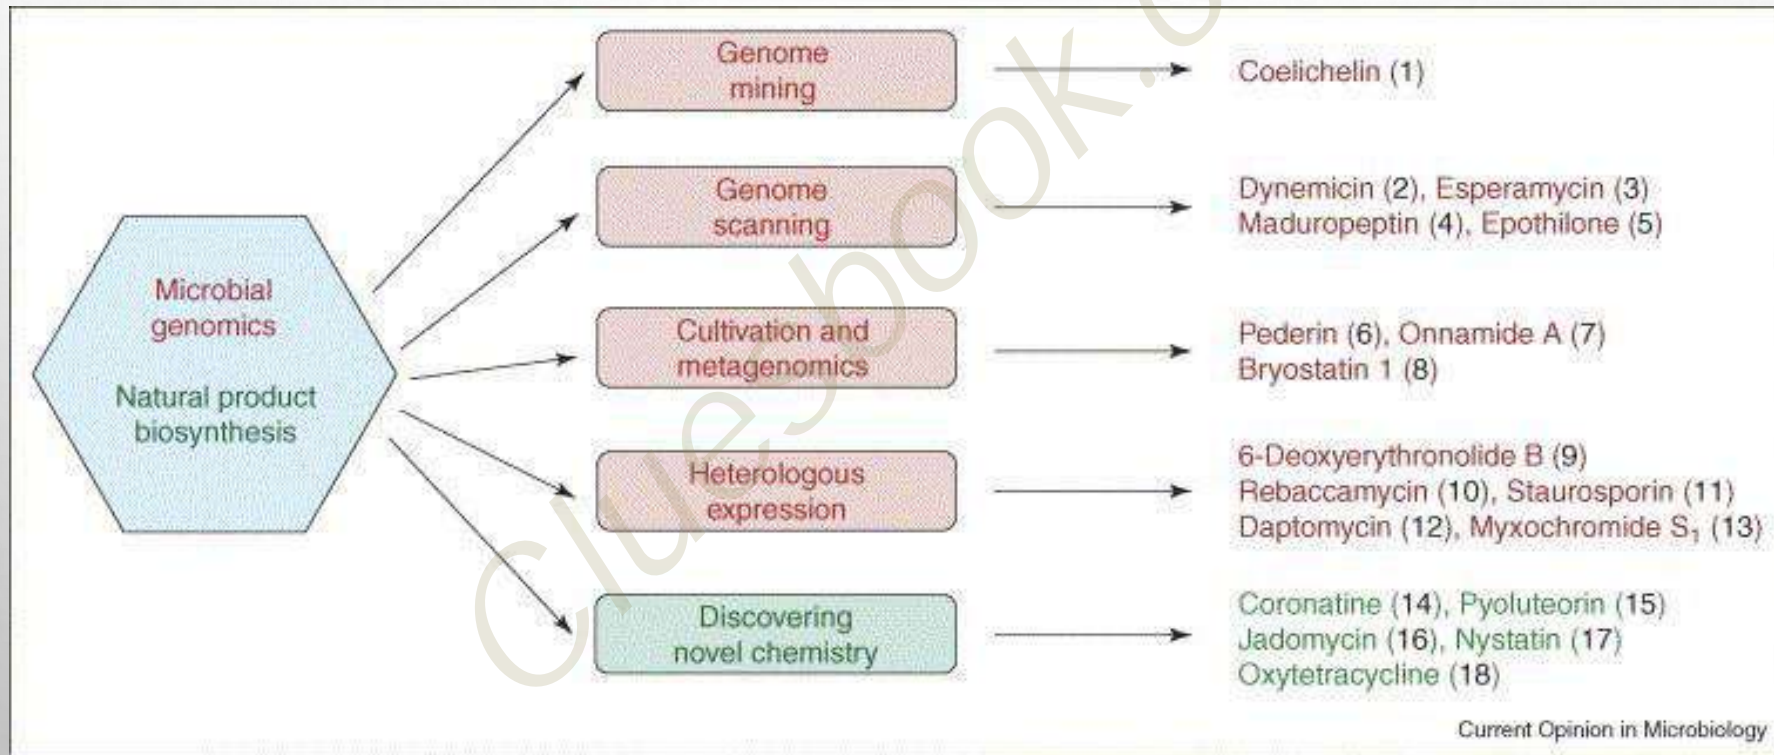 Genome
mining
Coelichelin (1)
Genome
scanning
Dynemicin (2), Esperamycin (3)
Maduropeptin (4), Epothilone (5)
Microbial
genomics
Natural product
biosynthesis
Cultivation and
metagenomics
Pederin (6), Onnamide A (7)
Bryostatin 1 (8)
Heterologous
expression
6-Deoxyerythronolide B (9)
Rebaccamycin (10), Staurosporin (11)
Daptomycin (12), Myxochromide S₁ (13)
Discovering
novel chemistry
Coronatine (14), Pyoluteorin (15)
Jadomycin (16), Nystatin (17)
Oxytetracycline (18)
Current Opinion in Microbiology